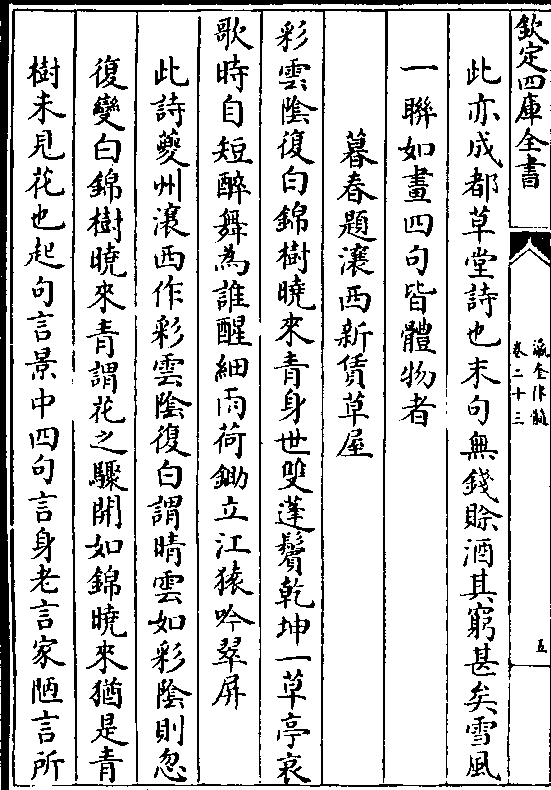 欽定四庫全書
瀛奎律髓
卷二十三
五
此亦成都草堂詩也末句無錢賒酒其窮甚矣雪風
一聯如畫四句皆體物者
暮春題瀼西新賃草屋
彩雲陰復白錦樹曉來青身世雙蓬鬢乾坤一草亭哀
歌時自短醉舞為誰醒細雨荷鋤立江猿吟翠屏
此詩夔州瀼西作彩雲陰復白謂晴雲如彩陰則忽
復變白錦樹曉來青謂花之驟開如錦曉來猶是青
樹未見花也起句言景中四句言身老言家陋言所